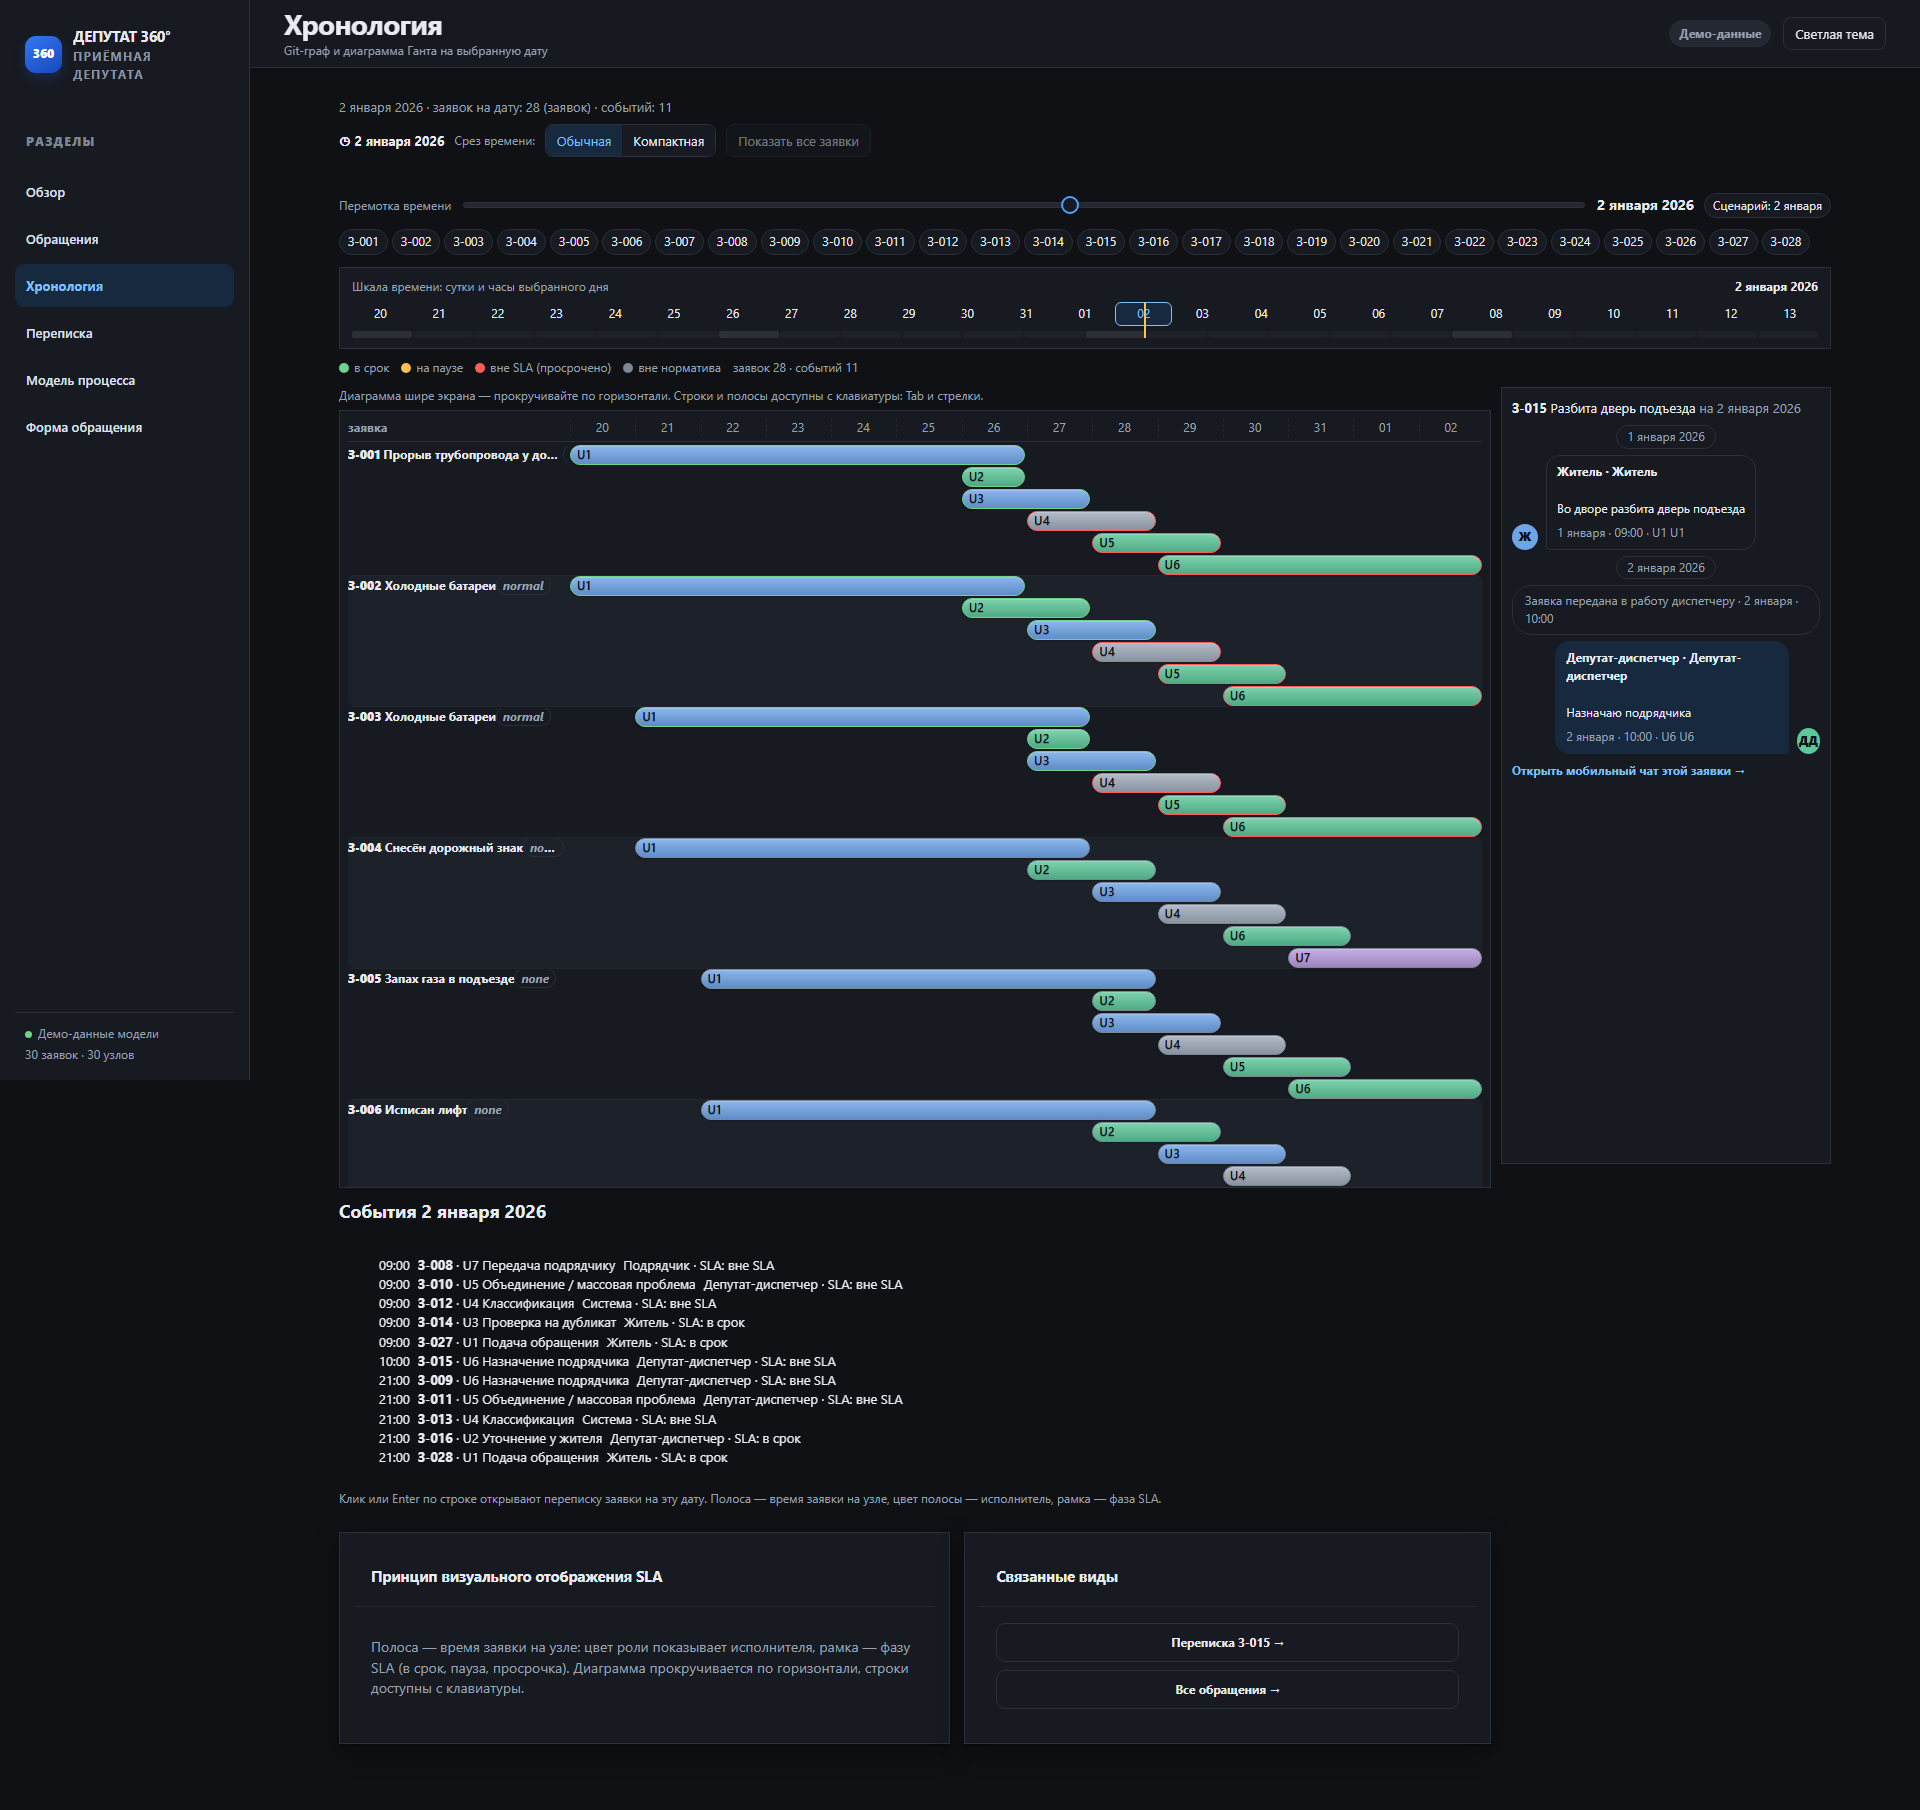 360
ДЕПУТАТ 360°
ПРИЁМНАЯ
ДЕПУТАТА
РАЗДЕЛЫ
Обзор
Обращения
Хронология
Переписка
Модель процесса
Форма обращения
Демо-данные модели
30 заявок · 30 узлов
Хронология
Git-граф и диаграмма Ганта на выбранную дату
Демо-данные
Светлая тема
2 января 2026 · заявок на дату: 28 (заявок) · событий: 11
2 января 2026 Срез времени: Обычная Компактная Показать все заявки
Перемотка времени 2 января 2026 Сценарий: 2 января
З-001 З-002 З-003 З-004 З-005 З-006 З-007 З-008 З-009 З-010 З-011 З-012 З-013 З-014 З-015 З-016 З-017 З-018 З-019 З-020 З-021 З-022 З-023 З-024 З-025 З-026 З-027 З-028
Шкала времени: сутки и часы выбранного дня 2 января 2026
20 21 22 23 24 25 26 27 28 29 30 31 01 02 03 04 05 06 07 08 09 10 11 12 13
в срок на паузе вне SLA (просрочено) вне норматива заявок 28 · событий 11
Диаграмма шире экрана — прокручивайте по горизонтали. Строки и полосы доступны с клавиатуры: Tab и стрелки.
заявка 20 21 22 23 24 25 26 27 28 29 30 31 01 02
З-001 Прорыв трубопровода у до... U1
U2
U3
U4
U5
U6
З-002 Холодные батареи normal U1
U2
U3
U4
U5
U6
З-003 Холодные батареи normal U1
U2
U3
U4
U5
U6
З-004 Снесён дорожный знак no... U1
U2
U3
U4
U6
U7
З-005 Запах газа в подъезде none U1
U2
U3
U4
U5
U6
З-006 Исписан лифт none U1
U2
U3
U4
З-015 Разбита дверь подъезда на 2 января 2026
1 января 2026
Житель · Житель
Во дворе разбита дверь подъезда
1 января · 09:00 · U1 U1
Ж
2 января 2026
Заявка передана в работу диспетчеру · 2 января ·
10:00
Депутат-диспетчер · Депутат-
диспетчер
Назначаю подрядчика
2 января · 10:00 · U6 U6
ДД
Открыть мобильный чат этой заявки →
События 2 января 2026
09:00 З-008 · U7 Передача подрядчику Подрядчик · SLA: вне SLA
09:00 З-010 · U5 Объединение / массовая проблема Депутат-диспетчер · SLA: вне SLA
09:00 З-012 · U4 Классификация Система · SLA: вне SLA
09:00 З-014 · U3 Проверка на дубликат Житель · SLA: в срок
09:00 З-027 · U1 Подача обращения Житель · SLA: в срок
10:00 З-015 · U6 Назначение подрядчика Депутат-диспетчер · SLA: вне SLA
21:00 З-009 · U6 Назначение подрядчика Депутат-диспетчер · SLA: вне SLA
21:00 З-011 · U5 Объединение / массовая проблема Депутат-диспетчер · SLA: вне SLA
21:00 З-013 · U4 Классификация Система · SLA: вне SLA
21:00 З-016 · U2 Уточнение у жителя Депутат-диспетчер · SLA: в срок
21:00 З-028 · U1 Подача обращения Житель · SLA: в срок
Клик или Enter по строке открывают переписку заявки на эту дату. Полоса — время заявки на узле, цвет полосы — исполнитель, рамка — фаза SLA.
Принцип визуального отображения SLA
Полоса — время заявки на узле: цвет роли показывает исполнителя, рамка — фазу
SLA (в срок, пауза, просрочка). Диаграмма прокручивается по горизонтали, строки
доступны с клавиатуры.
Связанные виды
Переписка З-015 →
Все обращения →